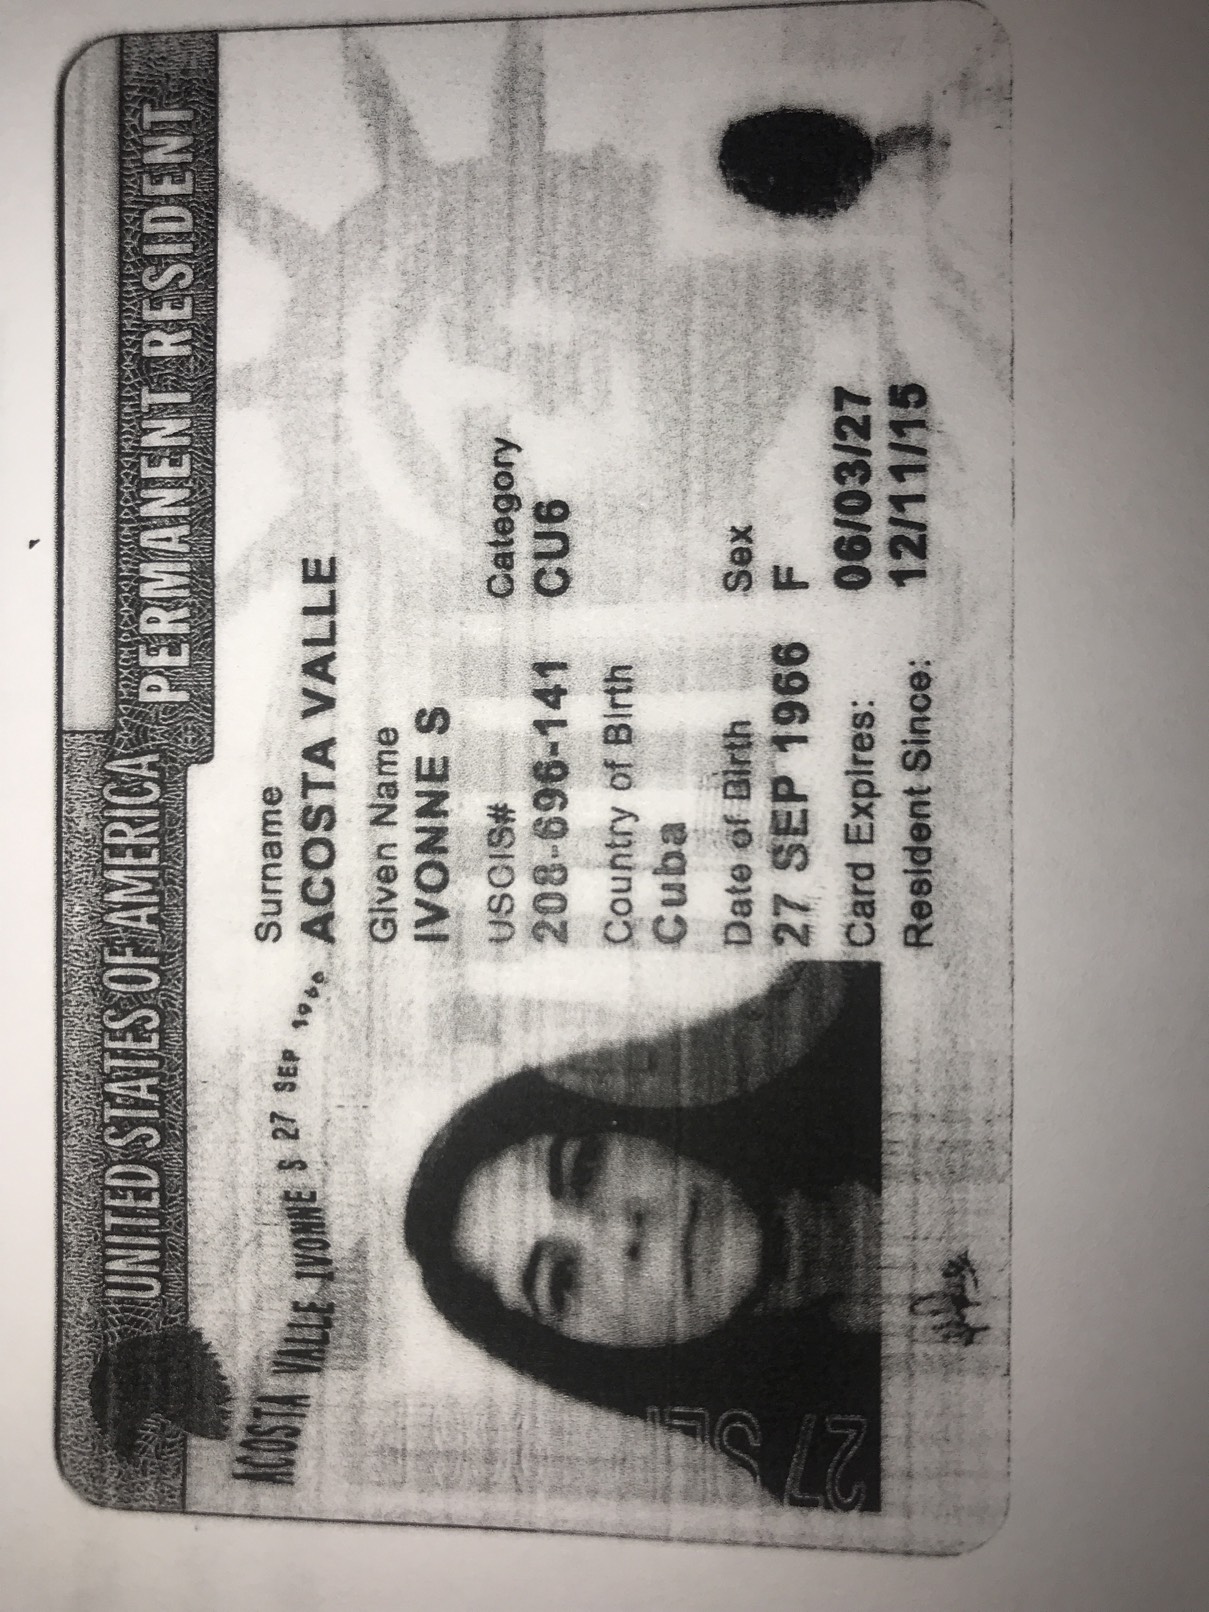 UNITED STATES OF AMERICA
PERMANENT RESIDENT
ACOSTA VALLE IVONNE S 27 SEP 1966
Surname
ACOSTA VALLE
Given Name
IVONNE S
USCIS# Category
208-696-141 CU6
Country of Birth
Cuba
Date of Birth Sex
27 SEP 1966 F
Card Expires: 06/03/27
Resident Since: 12/11/15
27 SE